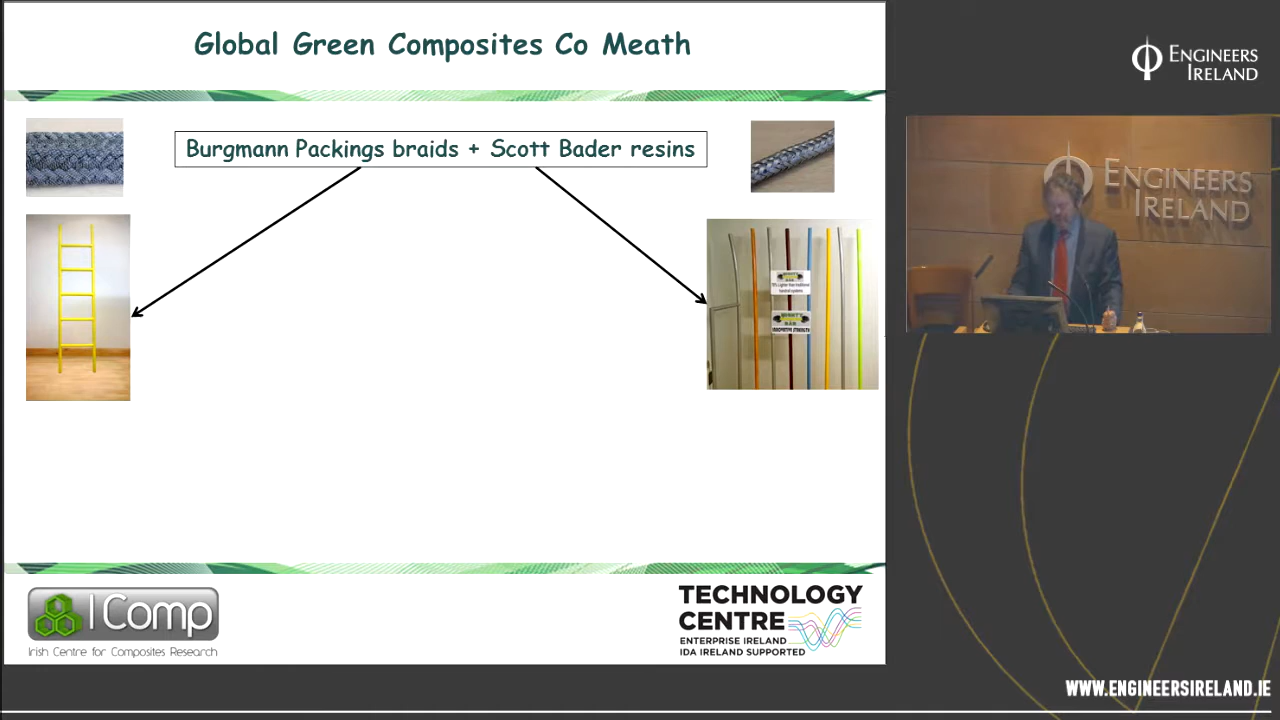 Global Green Composites Co Meath
Burgmann Packings braids + Scott Bader resins
I Comp
Irish Centre for Composites Research
TECHNOLOGY
CENTRE
ENTERPRISE IRELAND
IDA IRELAND SUPPORTED
ENGINEERS
IRELAND
ENGINEERS
IRELAND
WWW.ENGINEERSIRELAND.IE